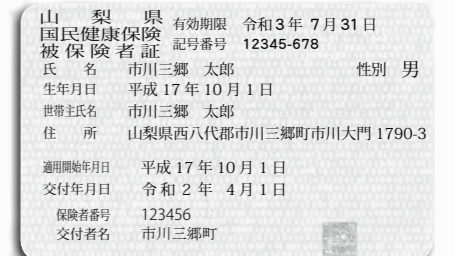 山梨県
国民健康保険
被保険者証
有効期限 令和3年7月31日
記号番号 12345-678
氏名 市川三郷 太郎 性別 男
生年月日 平成17年10月1日
世帯主氏名 市川三郷 太郎
住所 山梨県西八代郡市川三郷町市川大門1790-3
適用開始年月日 平成17年10月1日
交付年月日 令和2年4月1日
保険者番号 123456
交付者名 市川三郷町